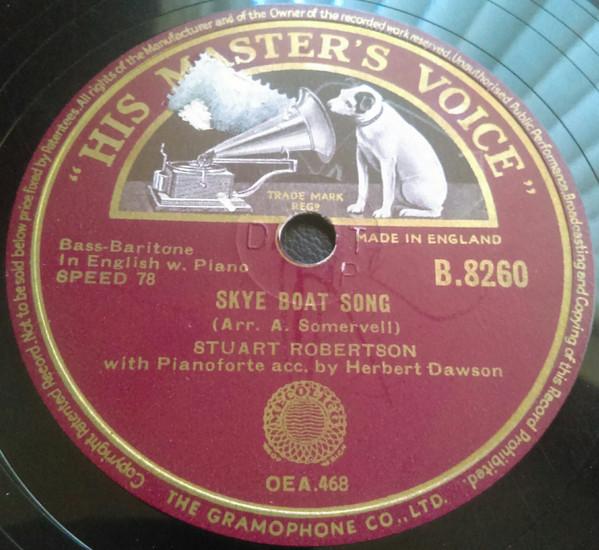 Copyright Patented Record. Not to be sold below price fixed by patentees. All rights of the Manufacturer and of the Owner of the recorded work reserved. Unauthorised Public Performance, Broadcasting and Copying of this Record Prohibited.
"HIS MASTER'S VOICE"
TRADE MARK
REGD
MADE IN ENGLAND
Bass-Baritone
In English w. Piano
SPEED 78
B.8260
SKYE BOAT SONG
(Arr. A. Somervell)
STUART ROBERTSON
with Pianoforte acc. by Herbert Dawson
MECOLICO
OEA.468
THE GRAMOPHONE CO., LTD.